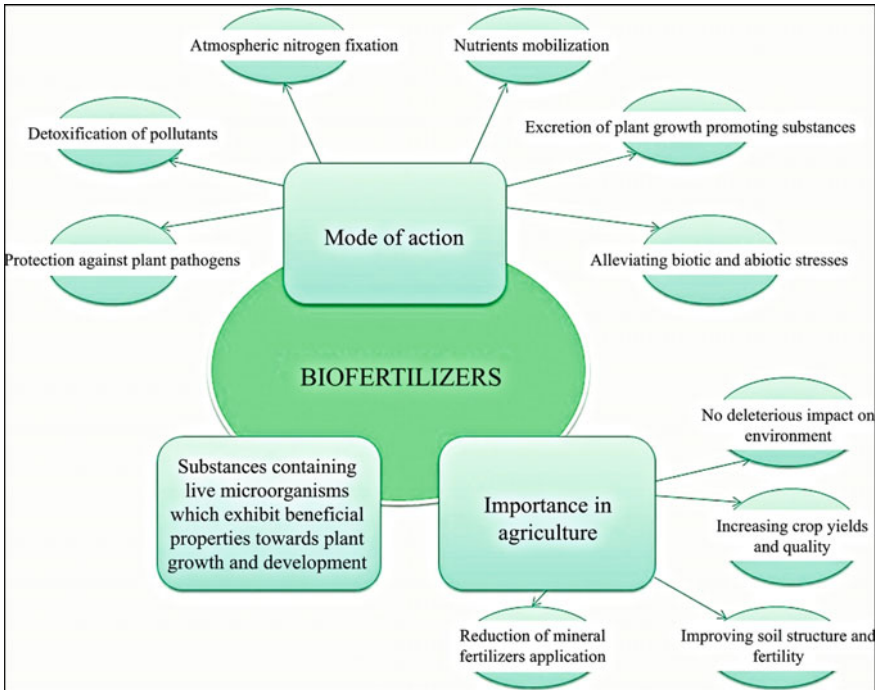 Atmospheric nitrogen fixation
Nutrients mobilization
Detoxification of pollutants
Excretion of plant growth promoting substances
Mode of action
Protection against plant pathogens
Alleviating biotic and abiotic stresses
BIOFERTILIZERS
Substances containing
live microorganisms
which exhibit beneficial
properties towards plant
growth and development
Importance in
agriculture
No deleterious impact on
environment
Increasing crop yields
and quality
Reduction of mineral
fertilizers application
Improving soil structure and
fertility